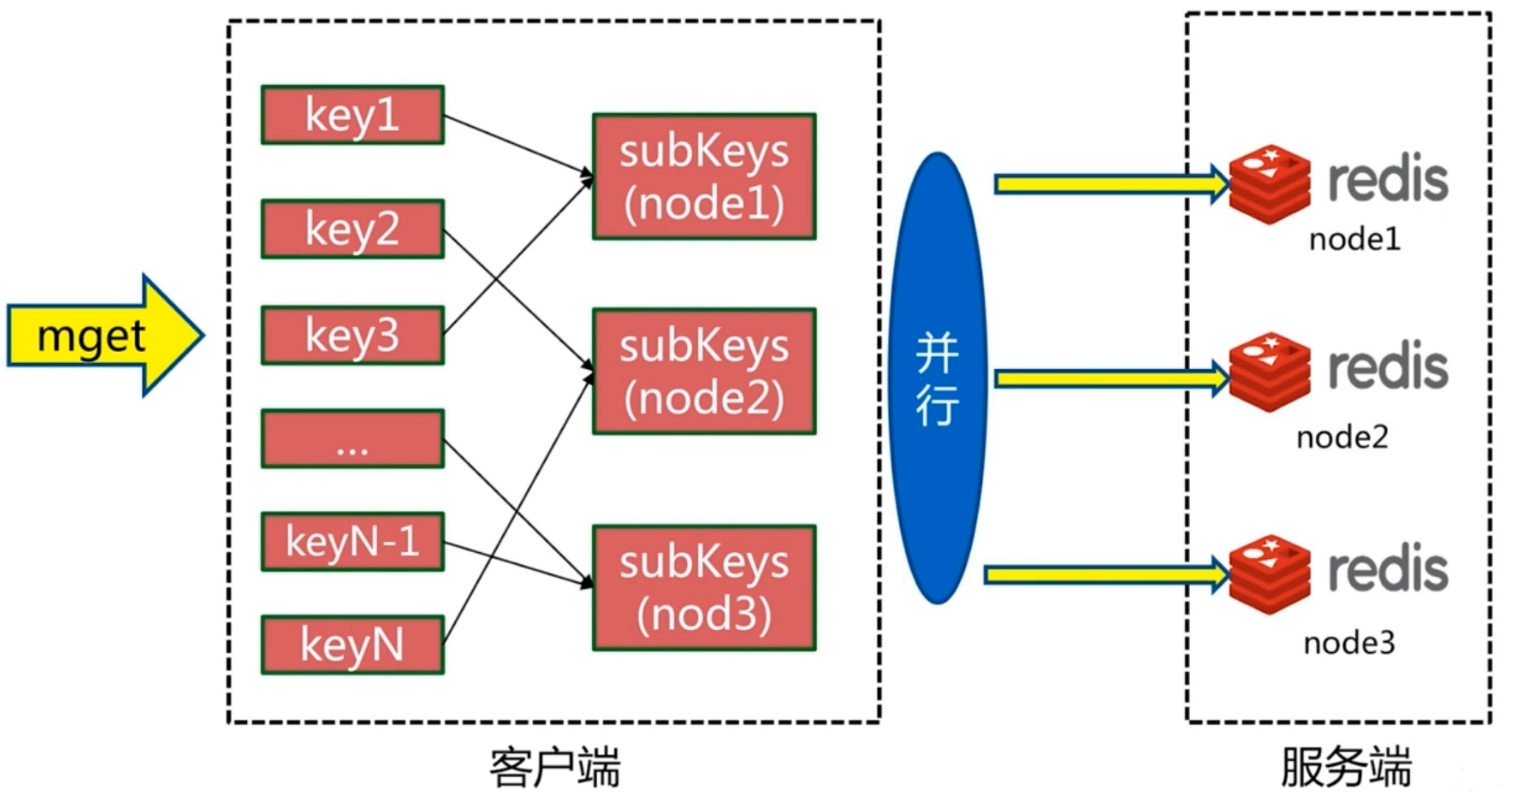 mget
key1
key2
key3
...
keyN-1
keyN
subKeys
(node1)
subKeys
(node2)
subKeys
(nod3)
并
行
redis
node1
redis
node2
redis
node3
客户端
服务端